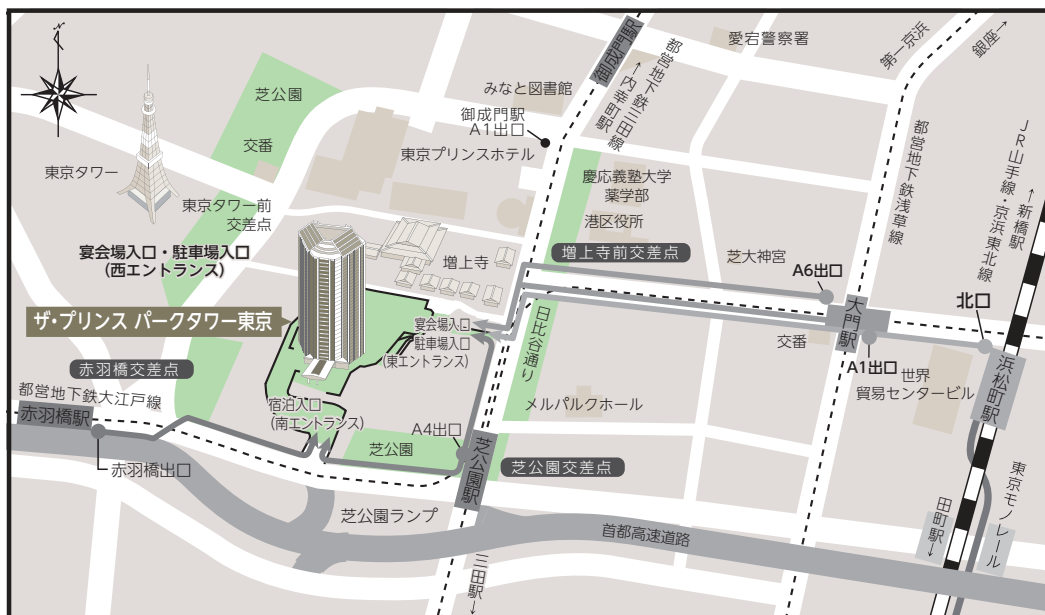 N
東京タワー
芝公園
交番
東京タワー前
交差点
宴会場入口・駐車場入口
(西エントランス)
ザ・プリンス パークタワー東京
赤羽橋交差点
都営地下鉄大江戸線
赤羽橋駅
赤羽橋出口
みなと図書館
御成門駅
A1出口
東京プリンスホテル
御成門駅
都営地下鉄三田線
←内幸町駅
愛宕警察署
第一京浜
銀座→
慶応義塾大学
薬学部
港区役所
増上寺
増上寺前交差点
芝大神宮
都営地下鉄浅草線
JR山手線・京浜東北線
→新橋駅
A6出口
大門駅
北口
交番
A1出口
世界
貿易センタービル
浜松町駅
宴会場入口
駐車場入口
(東エントランス)
日比谷通り
メルパルクホール
宿泊入口
(南エントランス)
芝公園
A4出口
芝公園駅
芝公園交差点
芝公園ランプ
首都高速道路
三田駅→
田町駅→
東京モノレール